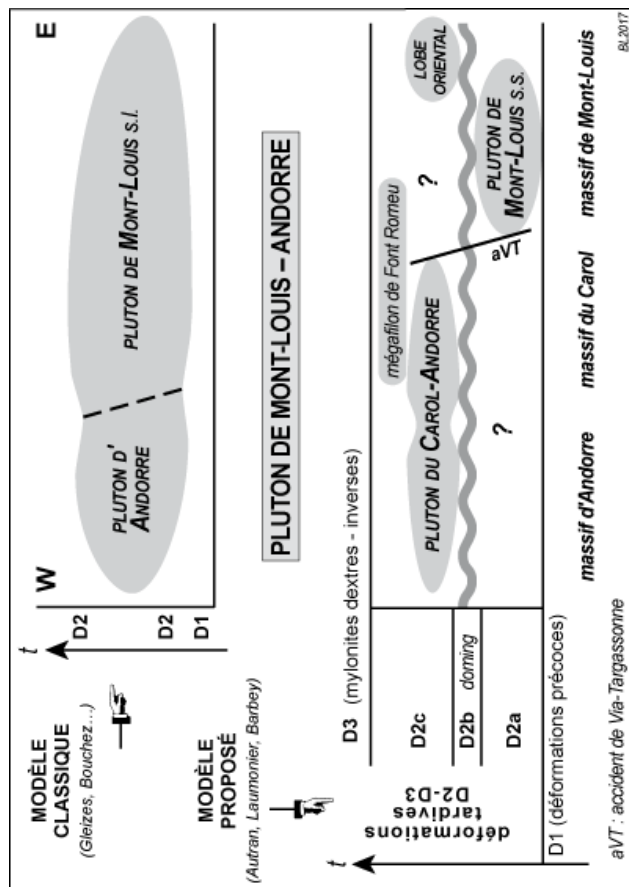 MODÈLE
CLASSIQUE
(Gleizes, Bouchez...)
t
D2
D2
D1
W
E
PLUTON D'
ANDORRE
PLUTON DE MONT-LOUIS S.L.
PLUTON DE MONT-LOUIS – ANDORRE
MODÈLE
PROPOSÉ
(Autran, Laumonier, Barbey)
t
déformations
tardives
D2-D3
D3 (mylonites dextres - inverses)
D2c
D2b
doming
D2a
D1 (déformations précoces)
mégafilon de Font Romeu
PLUTON DU CAROL-ANDORRE
?
?
LOBE
ORIENTAL
PLUTON DE
MONT-LOUIS S.S.
aVT
massif d'Andorre
massif du Carol
massif de Mont-Louis
aVT : accident de Via-Targassonne
BL2017